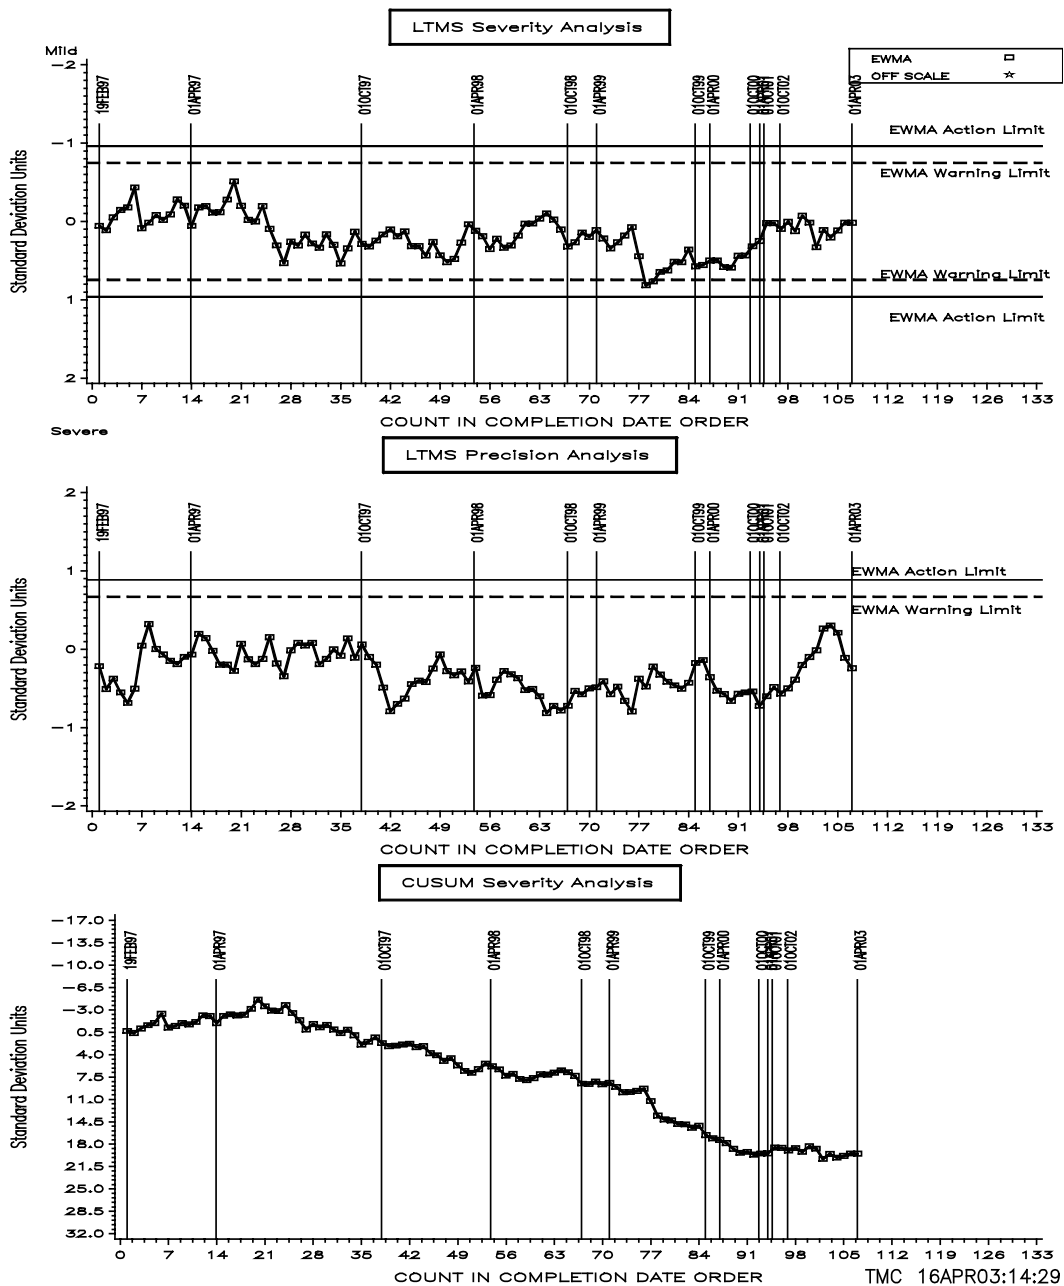 LTMS Severity Analysis
Mild
EWMA
OFF SCALE
-2
-1
0
1
2
Standard Deviation Units
19FEB97
01APR97
01OCT97
01APR98
01OCT98
01APR99
01OCT99
01APR00
01OCT00
01OCT01
01OCT02
01APR03
EWMA Action Limit
EWMA Warning Limit
EWMA Warning Limit
EWMA Action Limit
0 7 14 21 28 35 42 49 56 63 70 77 84 91 98 105 112 119 126 133
COUNT IN COMPLETION DATE ORDER
Severe
LTMS Precision Analysis
2
1
0
-1
-2
Standard Deviation Units
19FEB97
01APR97
01OCT97
01APR98
01OCT98
01APR99
01OCT99
01APR00
01OCT00
01OCT01
01OCT02
01APR03
EWMA Action Limit
EWMA Warning Limit
0 7 14 21 28 35 42 49 56 63 70 77 84 91 98 105 112 119 126 133
COUNT IN COMPLETION DATE ORDER
CUSUM Severity Analysis
-17.0
-13.5
-10.0
-6.5
-3.0
0.5
4.0
7.5
11.0
14.5
18.0
21.5
25.0
28.5
32.0
Standard Deviation Units
19FEB97
01APR97
01OCT97
01APR98
01OCT98
01APR99
01OCT99
01APR00
01OCT00
01OCT01
01OCT02
01APR03
0 7 14 21 28 35 42 49 56 63 70 77 84 91 98 105 112 119 126 133
COUNT IN COMPLETION DATE ORDER
TMC 16APR03:14:29